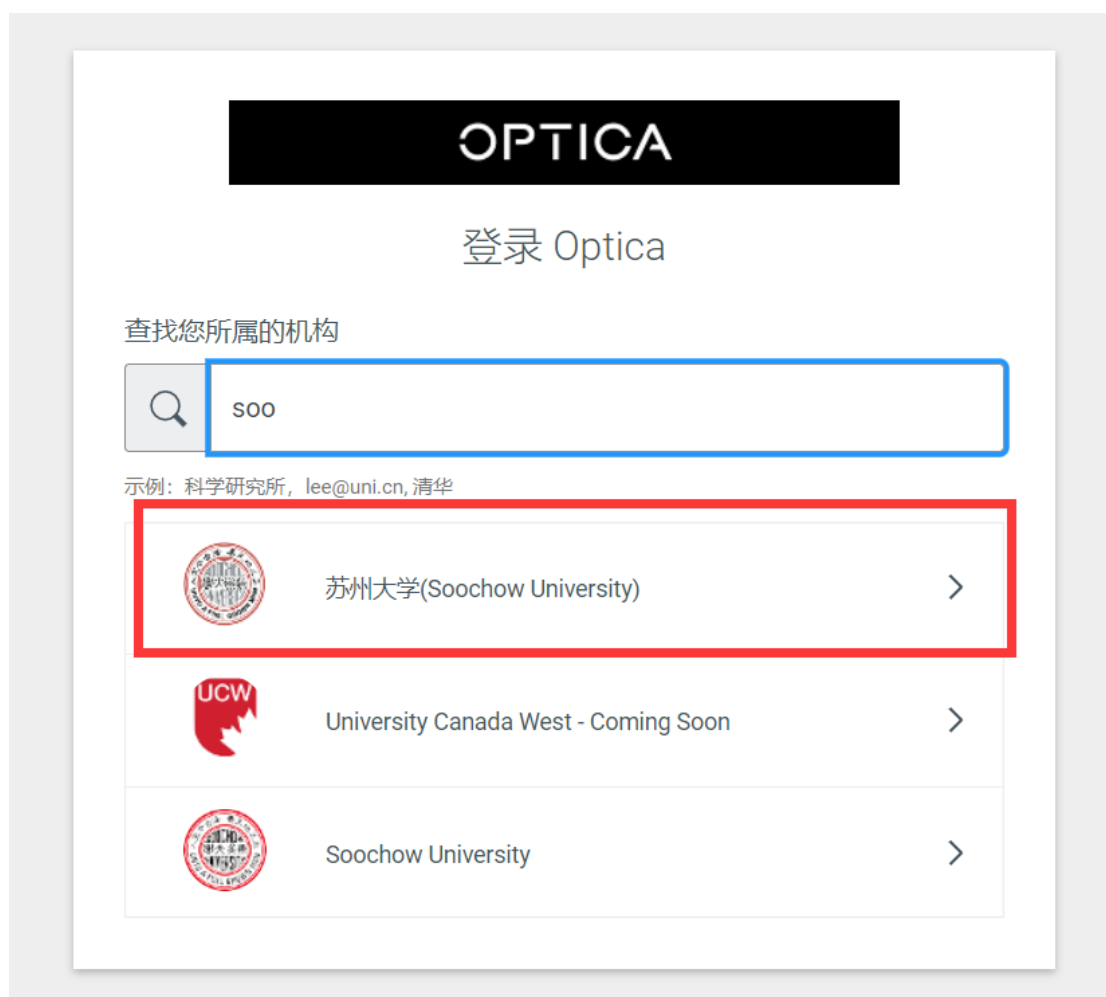 OPTICA
登录 Optica
查找您所属的机构
soo
示例：科学研究所，lee@uni.cn, 清华
苏州大学(Soochow University)
UCW
University Canada West - Coming Soon
Soochow University